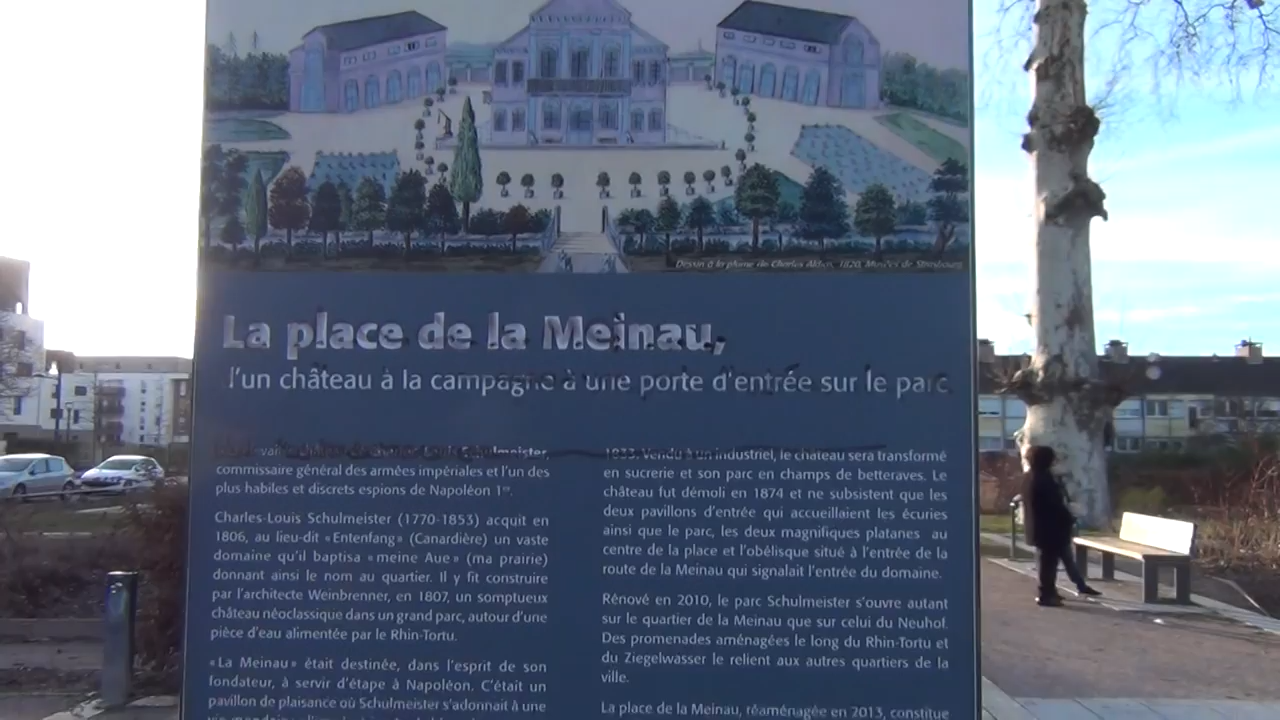 Dessin à la plume de Charles Alden, 1820, Musées de Strasbourg
La place de la Meinau,
d'un château à la campagne à une porte d'entrée sur le parc
Schulmeister,
commissaire général des armées impériales et l'un des
plus habiles et discrets espions de Napoléon 1er.
Charles-Louis Schulmeister (1770-1853) acquit en
1806, au lieu-dit « Entenfang » (Canardière) un vaste
domaine qu'il baptisa « meine Aue » (ma prairie)
donnant ainsi le nom au quartier. Il y fit construire
par l'architecte Weinbrenner, en 1807, un somptueux
château néoclassique dans un grand parc, autour d'une
pièce d'eau alimentée par le Rhin-Tortu.
« La Meinau » était destinée, dans l'esprit de son
fondateur, à servir d'étape à Napoléon. C'était un
pavillon de plaisance où Schulmeister s'adonnait à une
1833. Vendu à un industriel, le château sera transformé
en sucrerie et son parc en champs de betteraves. Le
château fut démoli en 1874 et ne subsistent que les
deux pavillons d'entrée qui accueillaient les écuries
ainsi que le parc, les deux magnifiques platanes au
centre de la place et l'obélisque situé à l'entrée de la
route de la Meinau qui signalait l'entrée du domaine.
Rénové en 2010, le parc Schulmeister s'ouvre autant
sur le quartier de la Meinau que sur celui du Neuhof.
Des promenades aménagées le long du Rhin-Tortu et
du Ziegelwasser le relient aux autres quartiers de la
ville.
La place de la Meinau, réaménagée en 2013, constitue